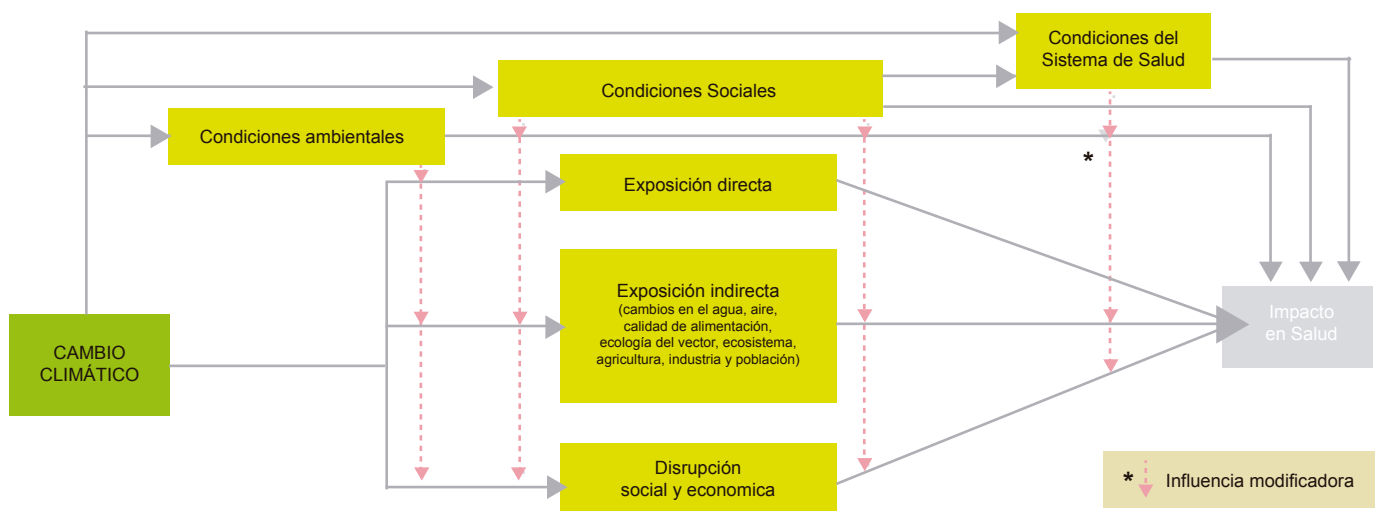 Condiciones del
Sistema de Salud
Condiciones Sociales
Condiciones ambientales
*
Exposición directa
Exposición indirecta
(cambios en el agua, aire,
calidad de alimentación,
ecología del vector, ecosistema,
agricultura, industria y población)
Impacto
en Salud
CAMBIO
CLIMÁTICO
Disrupción
social y economica
* Influencia modificadora